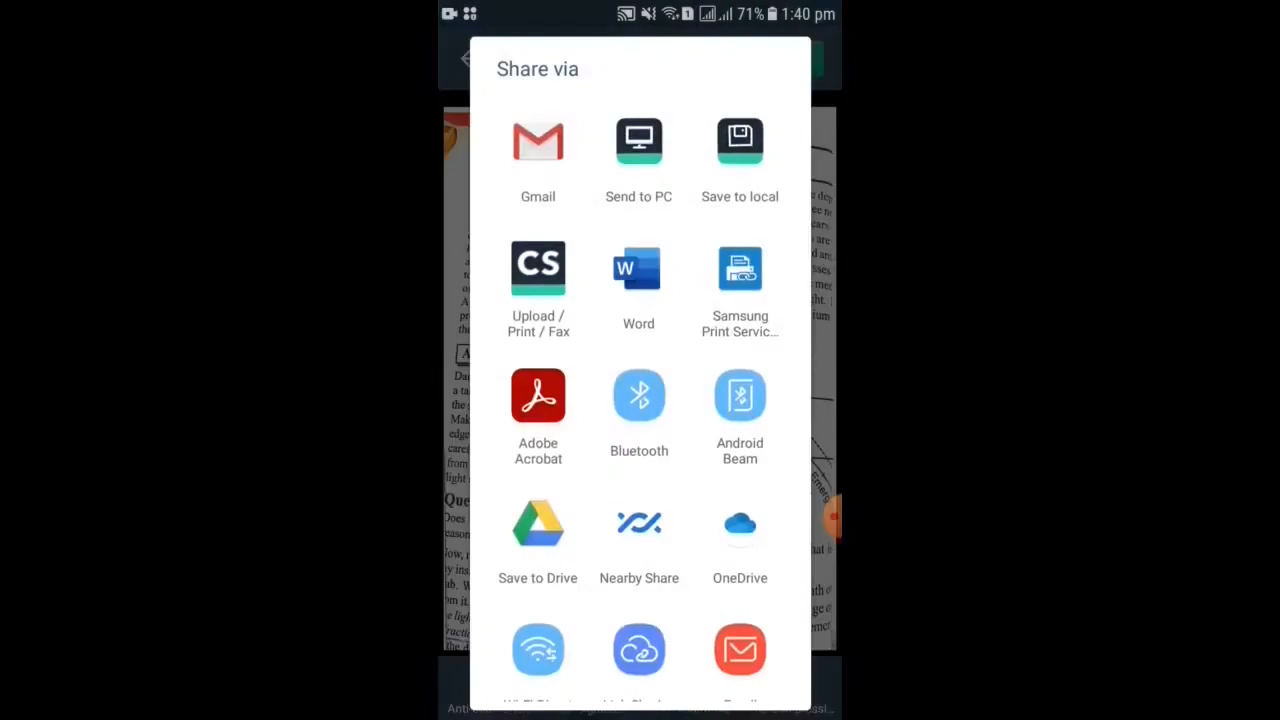 71% 1:40 pm
Share via
Gmail
Send to PC
Save to local
CS
Upload /
Print / Fax
W
Word
Samsung
Print Servic...
Adobe
Acrobat
Bluetooth
Android
Beam
Save to Drive
Nearby Share
OneDrive